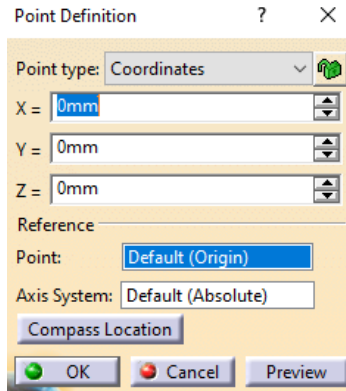 Point Definition ? ×
Point type: Coordinates
X = 0mm
Y = 0mm
Z = 0mm
Reference
Point: Default (Origin)
Axis System: Default (Absolute)
Compass Location
OK Cancel Preview